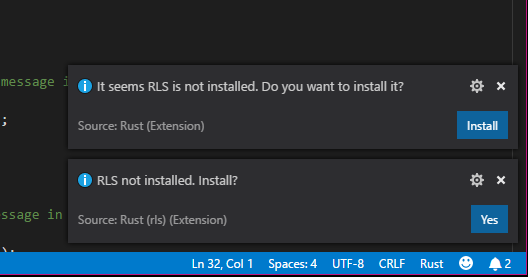 message i
It seems RLS is not installed. Do you want to install it?
;
Source: Rust (Extension)
Install
RLS not installed. Install?
essage in
Source: Rust (rls) (Extension)
Yes
);
Ln 32, Col 1 Spaces: 4 UTF-8 CRLF Rust 2